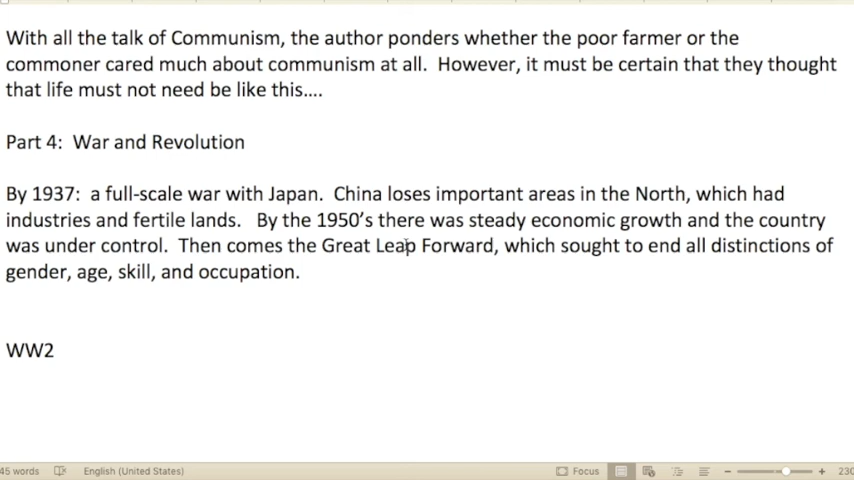 With all the talk of Communism, the author ponders whether the poor farmer or the
commoner cared much about communism at all.  However, it must be certain that they thought
that life must not need be like this....
Part 4:  War and Revolution
By 1937:  a full-scale war with Japan.  China loses important areas in the North, which had
industries and fertile lands.   By the 1950's there was steady economic growth and the country
was under control.  Then comes the Great Leap Forward, which sought to end all distinctions of
gender, age, skill, and occupation.
WW2
45 words English (United States) Focus 230